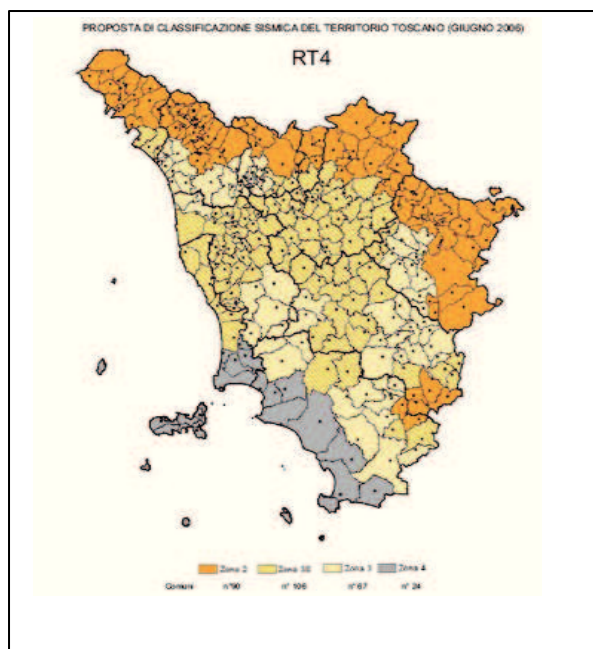 PROPOSTA DI CLASSIFICAZIONE SISMICA DEL TERRITORIO TOSCANO (GIUGNO 2006)
RT4
Zona 2 Zona 3S Zona 3 Zona 4
Comuni n°90 n° 106 n° 67 n° 24